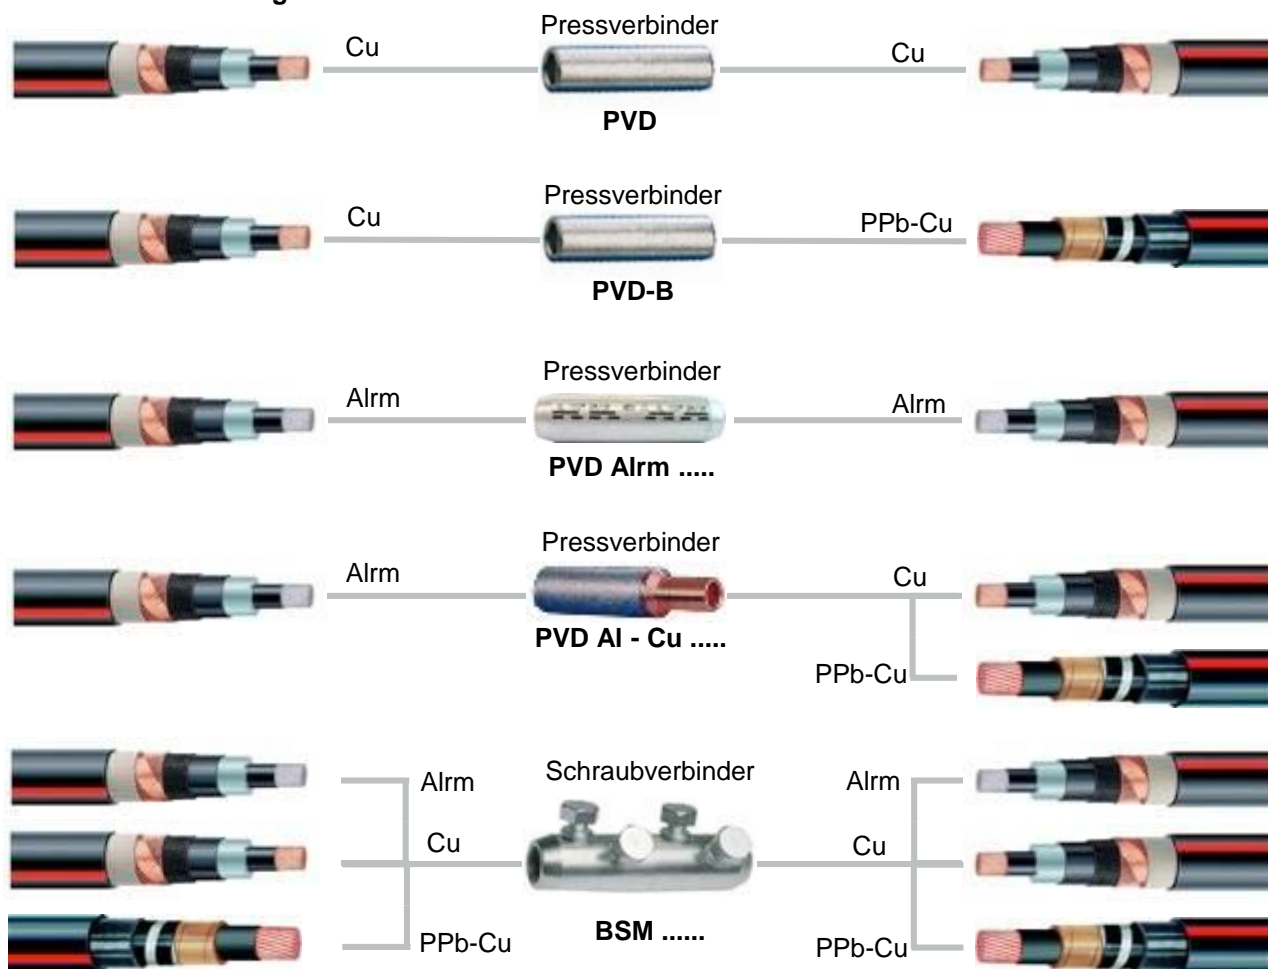 Pressverbinder
Cu Cu
PVD
Pressverbinder
Cu PPb-Cu
PVD-B
Pressverbinder
Alrm Alrm
PVD Alrm .....
Pressverbinder
Alrm Cu
PVD Al - Cu .....
PPb-Cu
Schraubverbinder
Alrm Alrm
Cu Cu
BSM ......
PPb-Cu PPb-Cu